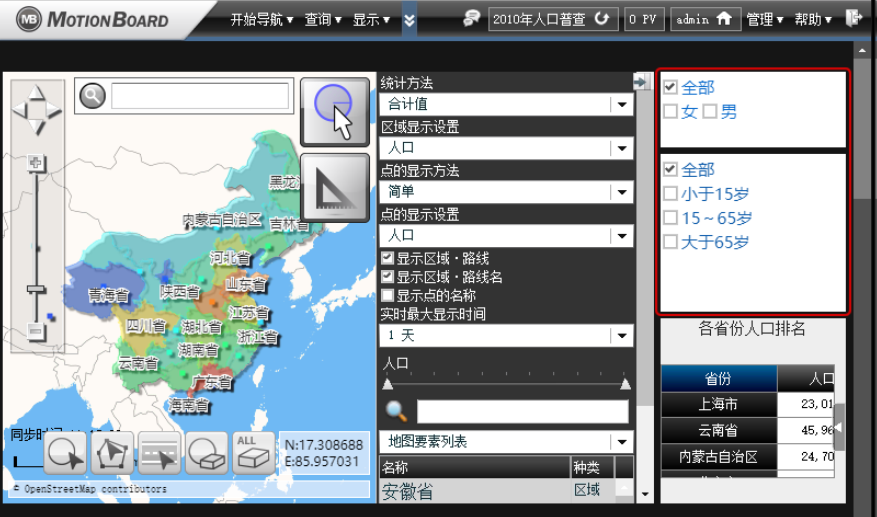 MB MOTIONBOARD
开始导航▼ 查询▼ 显示▼
2010年人口普查
0 PV
admin
管理▼ 帮助▼
黑龙
内蒙古自治区
吉林省
河北省
青海省
陕西省
山东省
四川省
湖北省
江苏省
浙江省
湖南省
云南省
广东省
海南省
同步时
ALL
N:17.308688
E:85.957031
© OpenStreetMap contributors
统计方法
合计值
区域显示设置
人口
点的显示方法
简单
点的显示设置
人口
显示区域・路线
显示区域・路线名
显示点的名称
实时最大显示时间
1 天
人口
地图要素列表
名称 种类
安徽省 区域
全部
女 男
全部
小于15岁
15～65岁
大于65岁
各省份人口排名
省份 人口
上海市 23,01
云南省 45,96
内蒙古自治区 24,70